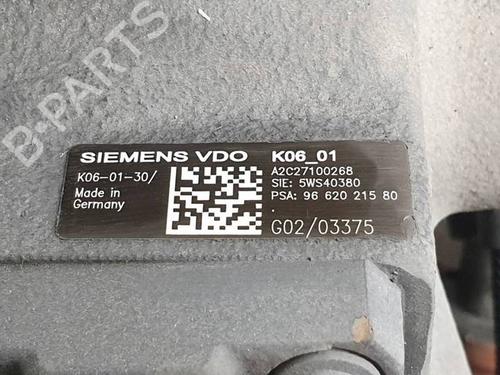 B-PARTS
SIEMENS VDO
K06-01-30/
Made in
Germany
K06_01
A2C27100268
SIE: 5WS40380
PSA: 96 620 215 80
G02/03375